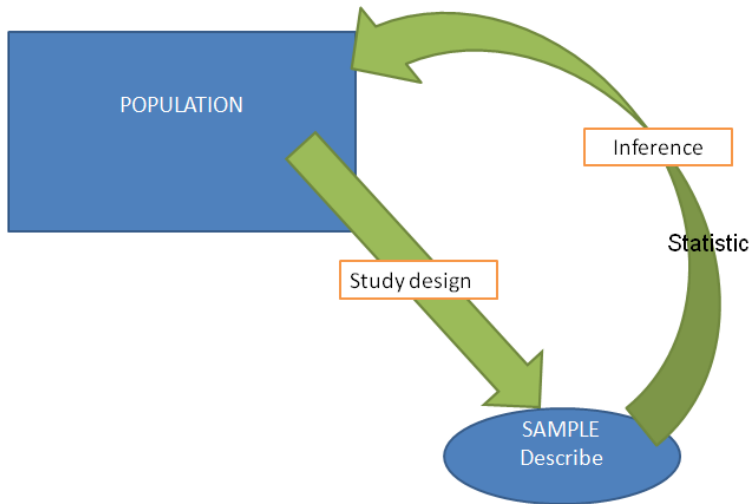 POPULATION
Inference
Statistic
Study design
SAMPLE
Describe